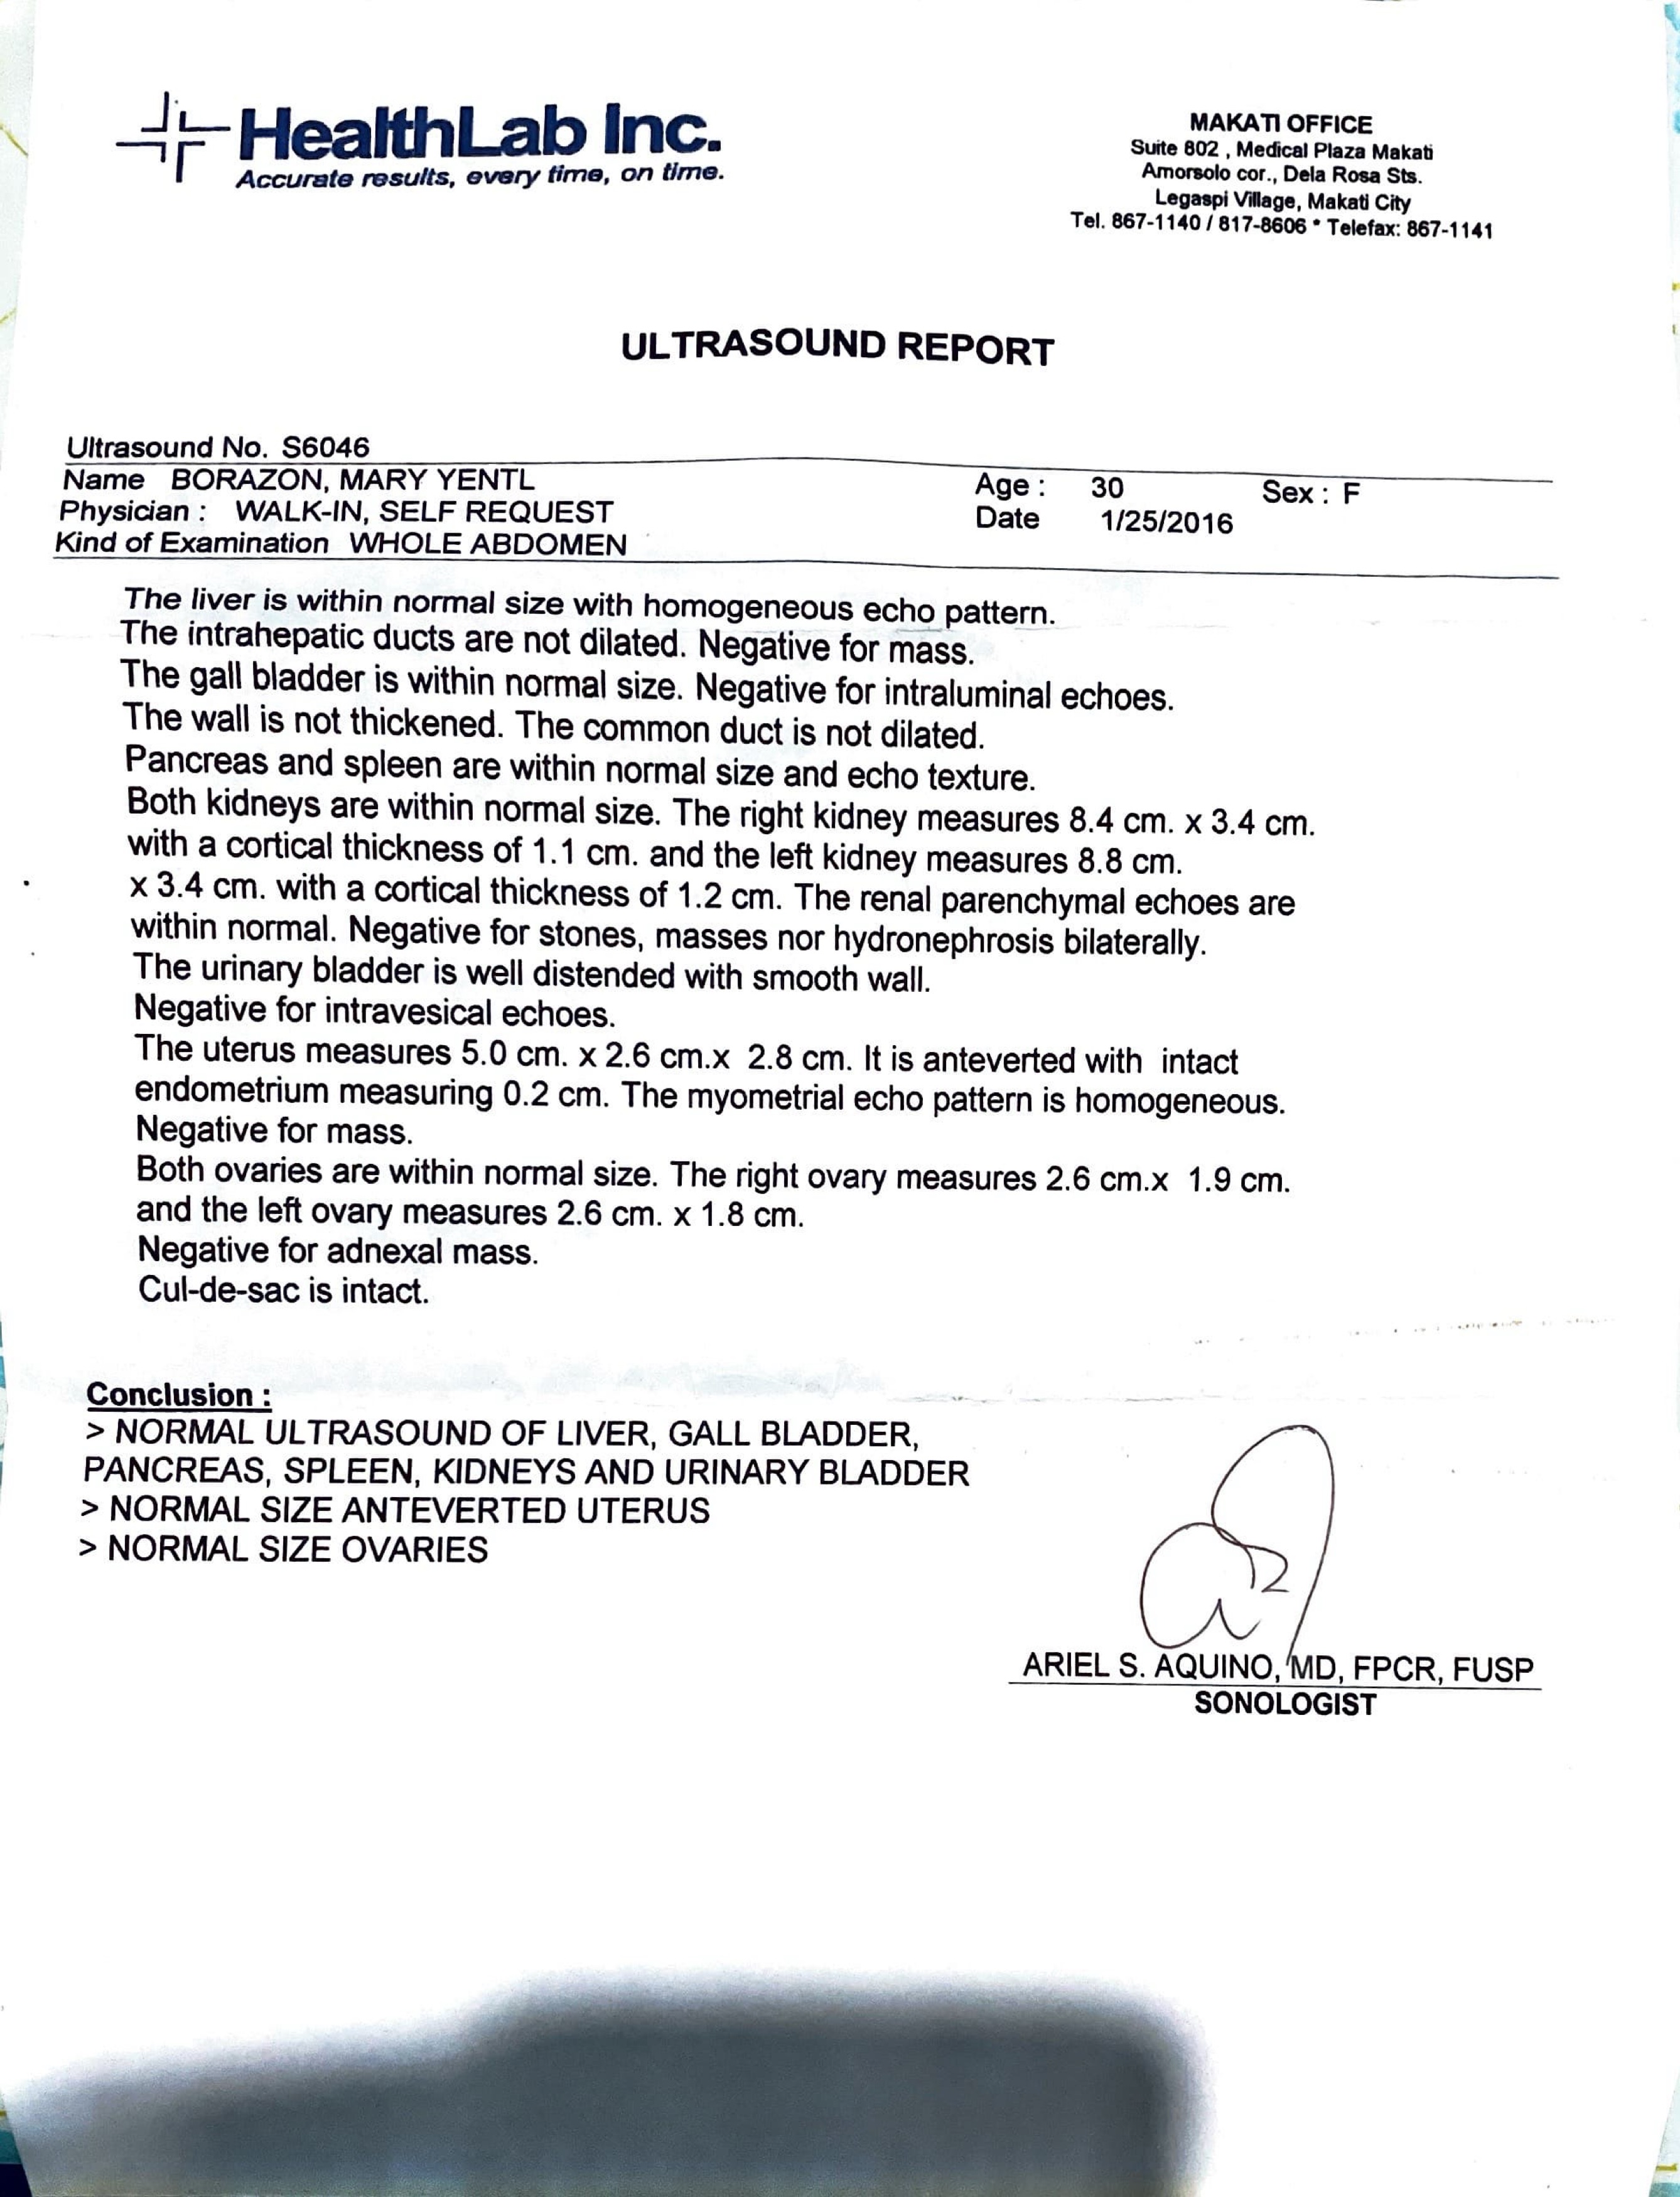 HealthLab Inc.
Accurate results, every time, on time.
MAKATI OFFICE
Suite 802 , Medical Plaza Makati
Amorsolo cor., Dela Rosa Sts.
Legaspi Village, Makati City
Tel. 867-1140 / 817-8606 * Telefax: 867-1141
ULTRASOUND REPORT
Ultrasound No. S6046
Name BORAZON, MARY YENTL Age : 30 Sex : F
Physician : WALK-IN, SELF REQUEST Date 1/25/2016
Kind of Examination WHOLE ABDOMEN
The liver is within normal size with homogeneous echo pattern.
The intrahepatic ducts are not dilated. Negative for mass.
The gall bladder is within normal size. Negative for intraluminal echoes.
The wall is not thickened. The common duct is not dilated.
Pancreas and spleen are within normal size and echo texture.
Both kidneys are within normal size. The right kidney measures 8.4 cm. x 3.4 cm.
with a cortical thickness of 1.1 cm. and the left kidney measures 8.8 cm.
x 3.4 cm. with a cortical thickness of 1.2 cm. The renal parenchymal echoes are
within normal. Negative for stones, masses nor hydronephrosis bilaterally.
The urinary bladder is well distended with smooth wall.
Negative for intravesical echoes.
The uterus measures 5.0 cm. x 2.6 cm.x 2.8 cm. It is anteverted with intact
endometrium measuring 0.2 cm. The myometrial echo pattern is homogeneous.
Negative for mass.
Both ovaries are within normal size. The right ovary measures 2.6 cm.x 1.9 cm.
and the left ovary measures 2.6 cm. x 1.8 cm.
Negative for adnexal mass.
Cul-de-sac is intact.
Conclusion :
> NORMAL ULTRASOUND OF LIVER, GALL BLADDER,
PANCREAS, SPLEEN, KIDNEYS AND URINARY BLADDER
> NORMAL SIZE ANTEVERTED UTERUS
> NORMAL SIZE OVARIES
ARIEL S. AQUINO, MD, FPCR, FUSP
SONOLOGIST